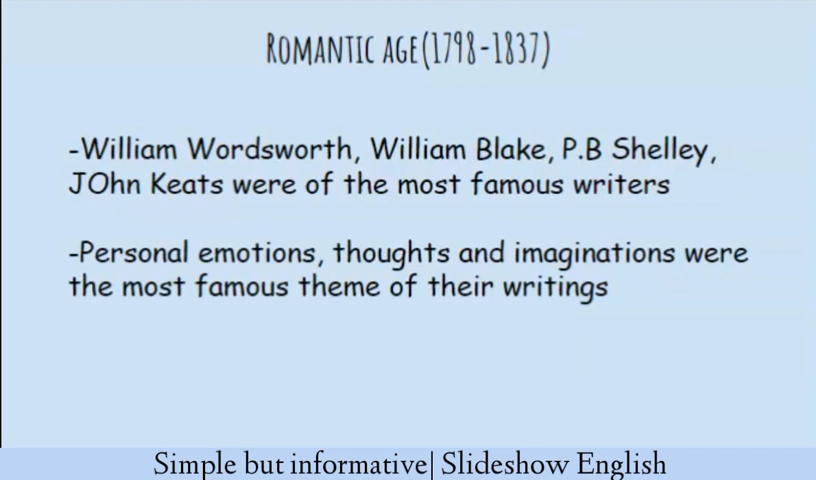 ROMANTIC AGE(1798-1837)
-William Wordsworth, William Blake, P.B Shelley,
JOhn Keats were of the most famous writers
-Personal emotions, thoughts and imaginations were
the most famous theme of their writings
Simple but informative| Slideshow English